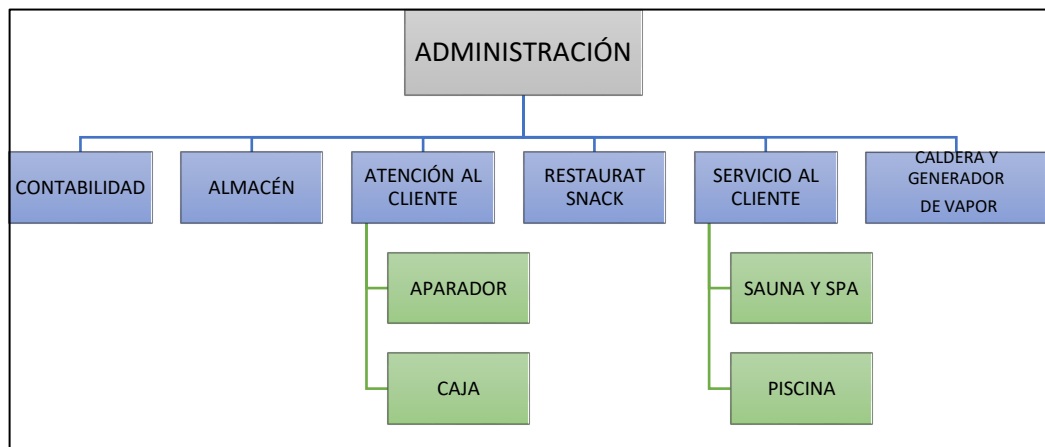 ADMINISTRACIÓN
CONTABILIDAD
ALMACÉN
ATENCIÓN AL
CLIENTE
RESTAURAT
SNACK
SERVICIO AL
CLIENTE
CALDERA Y
GENERADOR
DE VAPOR
APARADOR
SAUNA Y SPA
CAJA
PISCINA